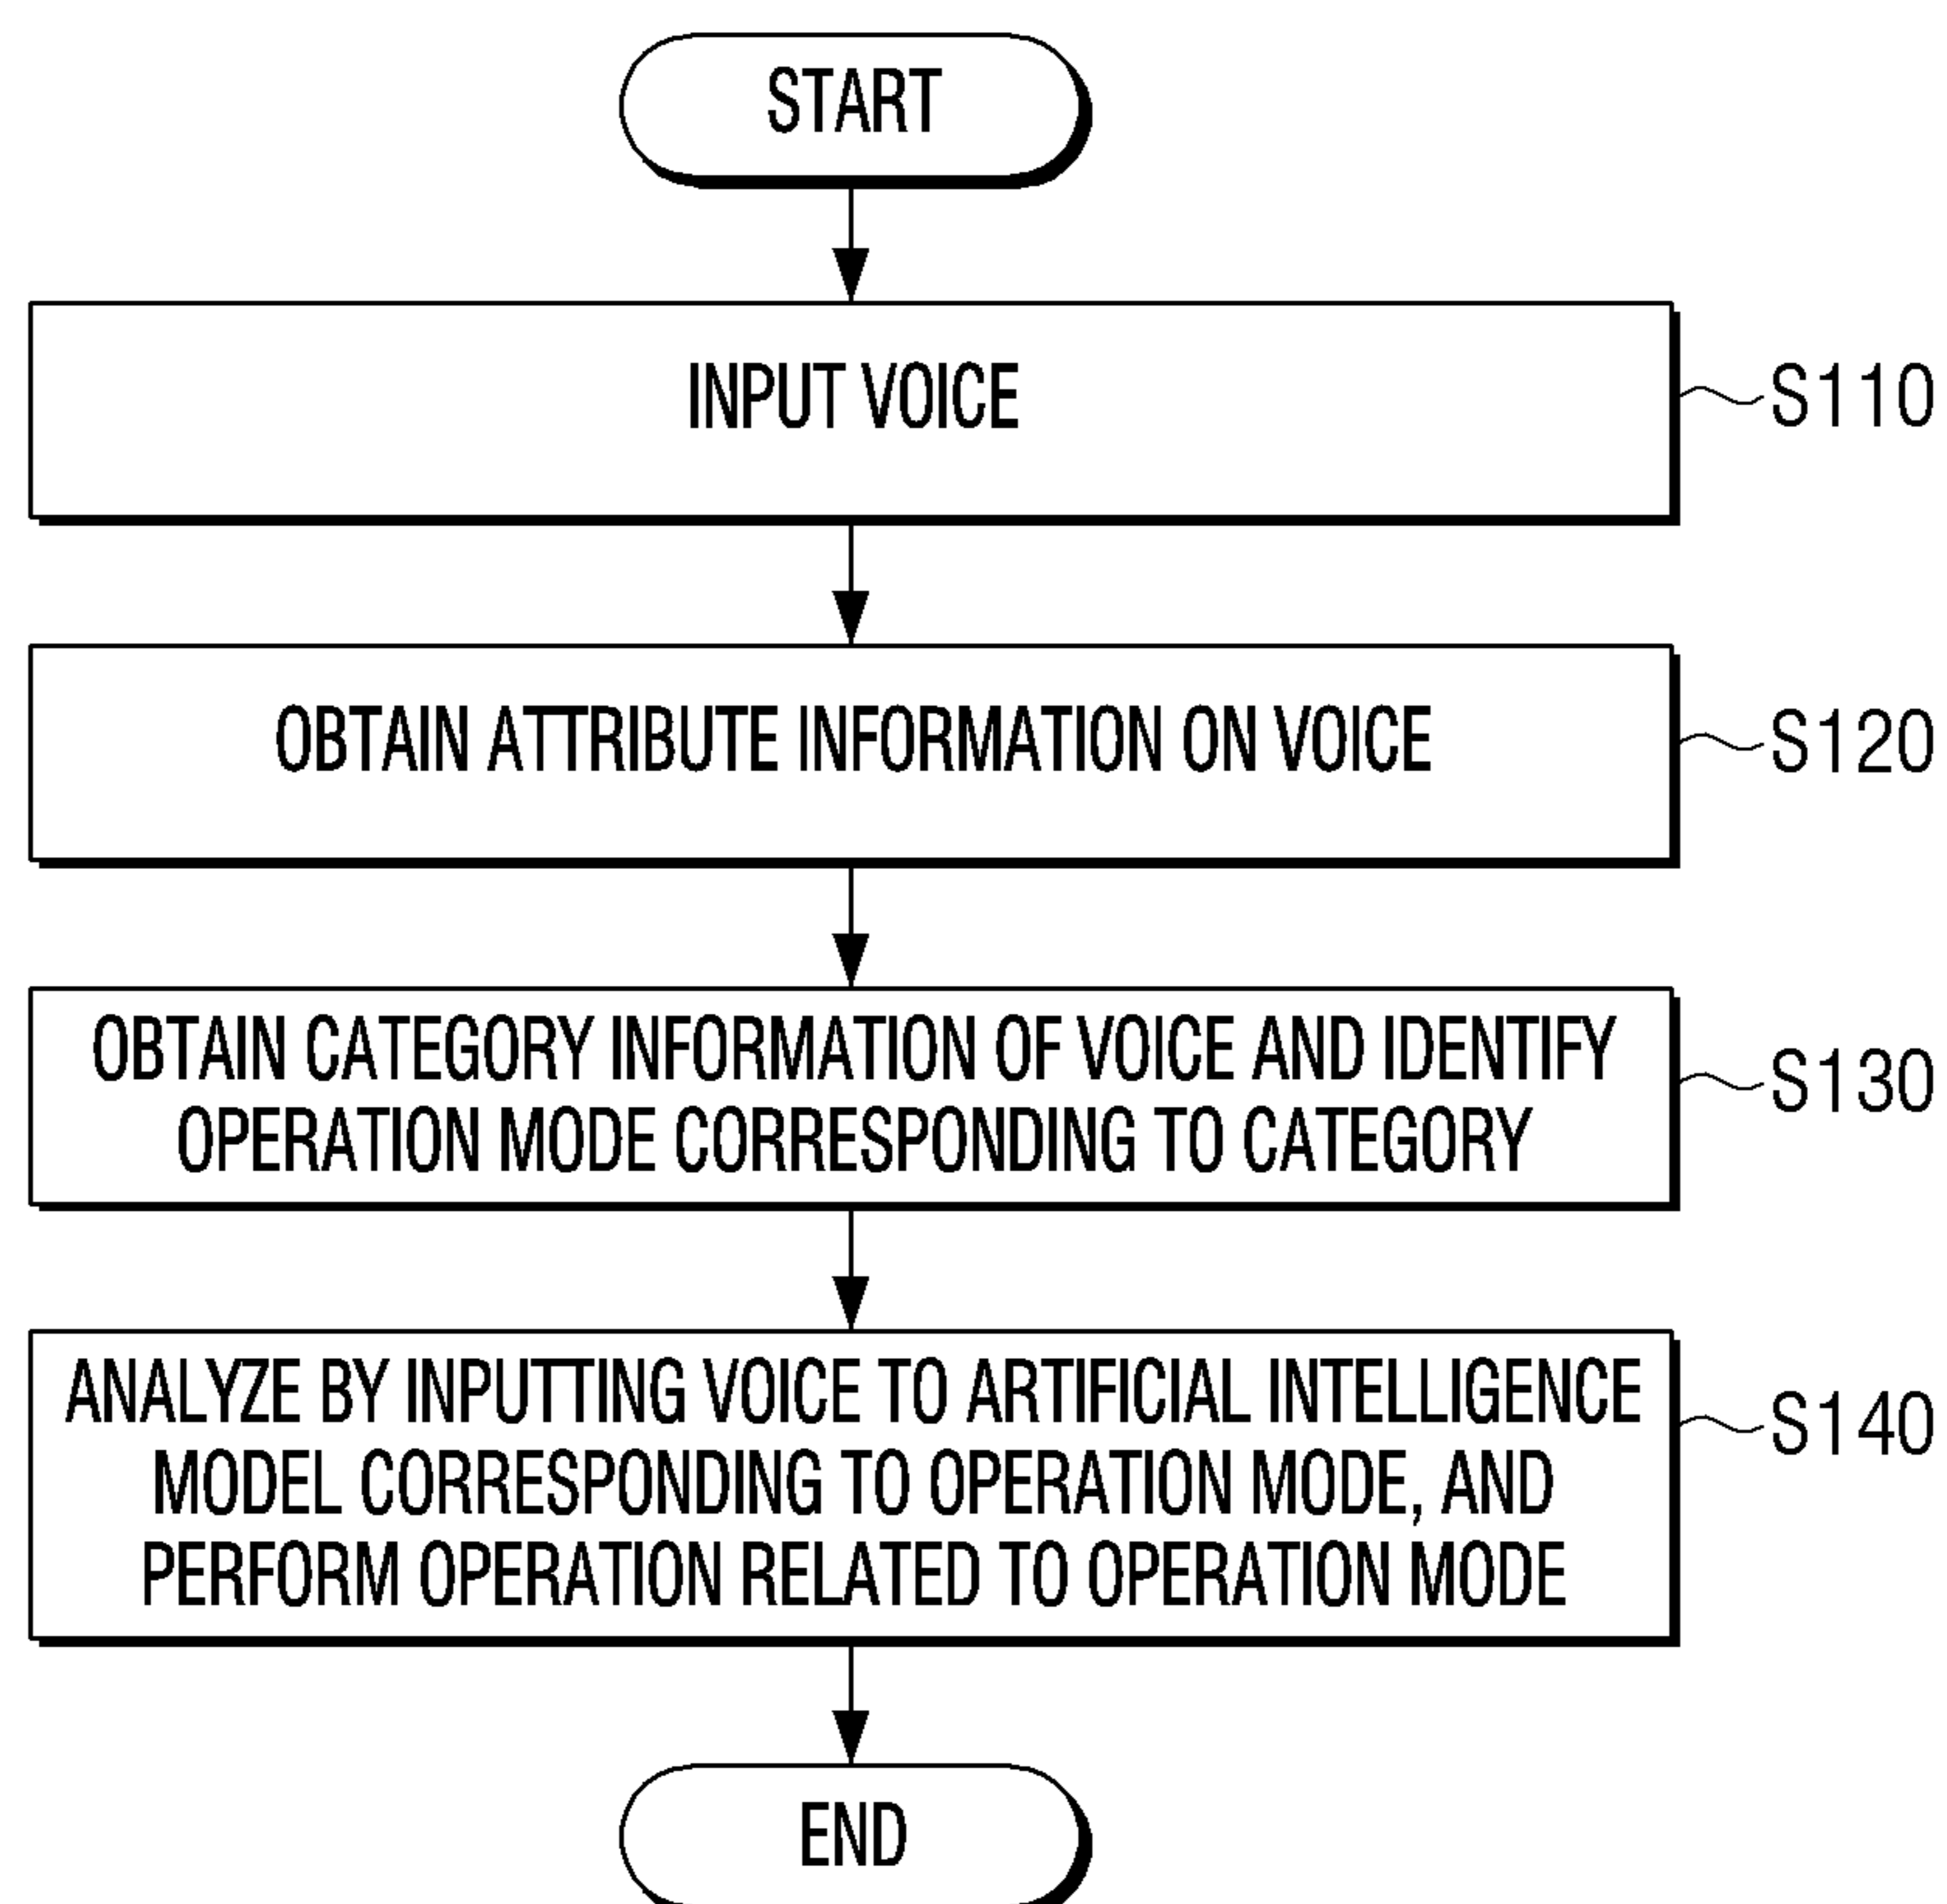 START
INPUT VOICE
S110
OBTAIN ATTRIBUTE INFORMATION ON VOICE
S120
OBTAIN CATEGORY INFORMATION OF VOICE AND IDENTIFY
OPERATION MODE CORRESPONDING TO CATEGORY
S130
ANALYZE BY INPUTTING VOICE TO ARTIFICIAL INTELLIGENCE
MODEL CORRESPONDING TO OPERATION MODE, AND
PERFORM OPERATION RELATED TO OPERATION MODE
S140
END